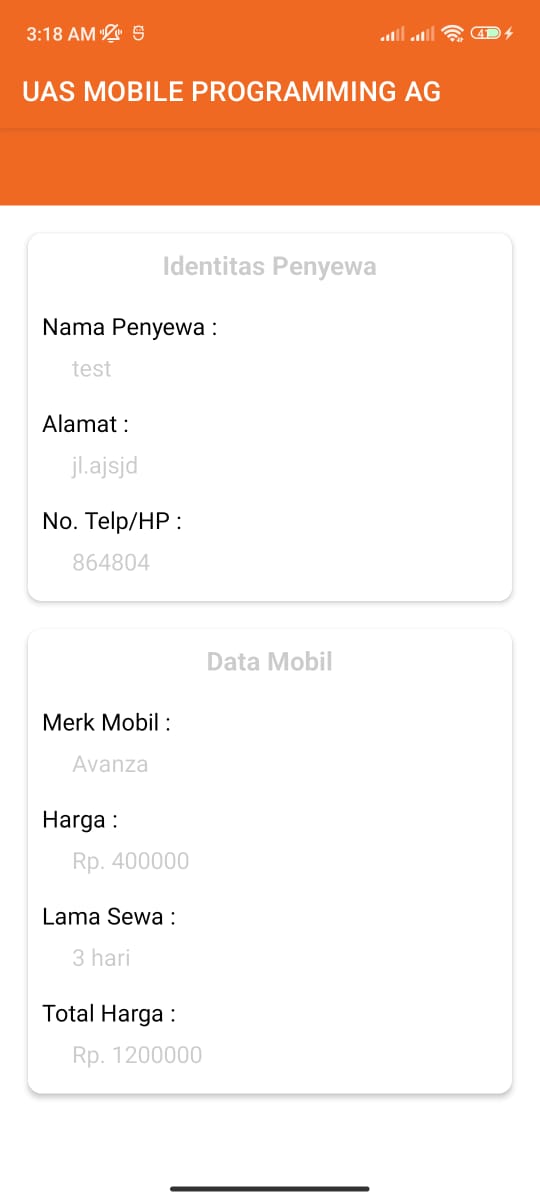 3:18 AM
UAS MOBILE PROGRAMMING AG
Identitas Penyewa
Nama Penyewa :
test
Alamat :
jl.ajsjd
No. Telp/HP :
864804
Data Mobil
Merk Mobil :
Avanza
Harga :
Rp. 400000
Lama Sewa :
3 hari
Total Harga :
Rp. 1200000